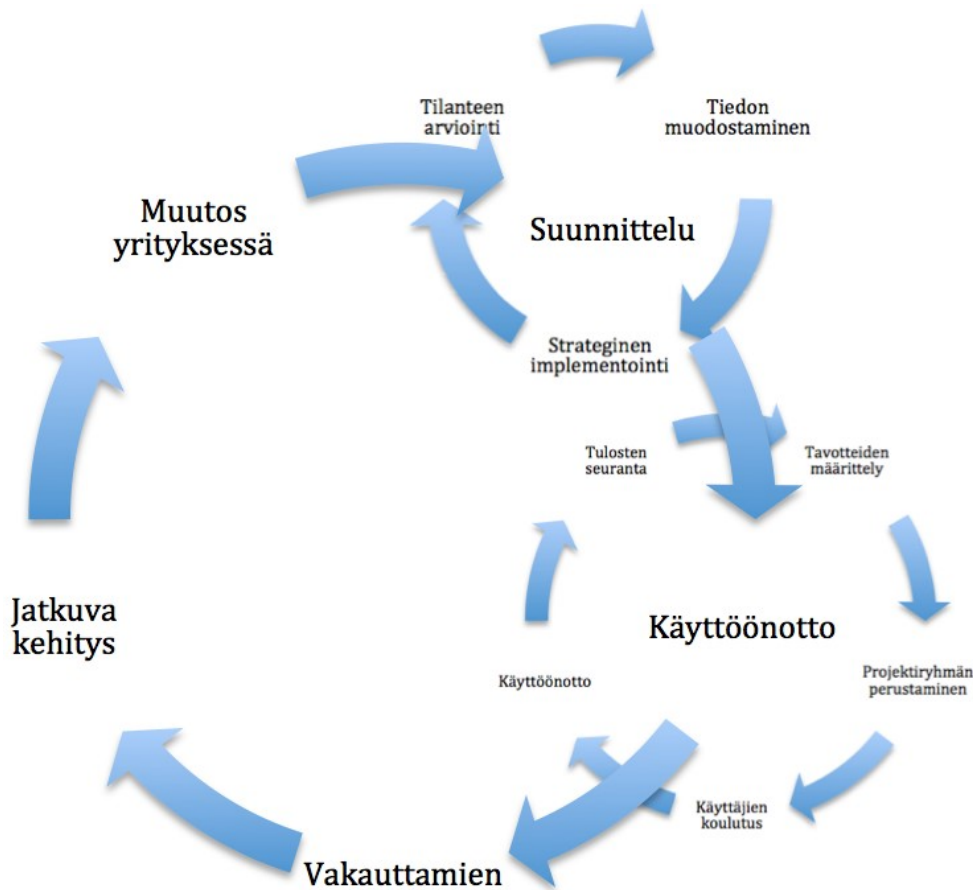 Tilanteen
arviointi
Tiedon
muodostaminen
Muutos
yrityksessä
Suunnittelu
Strateginen
implementointi
Tulosten
seuranta
Tavotteiden
määrittely
Jatkuva
kehitys
Käyttöönotto
Käyttöönotto
Projektiryhmän
perustaminen
Käyttäjien
koulutus
Vakauttamien